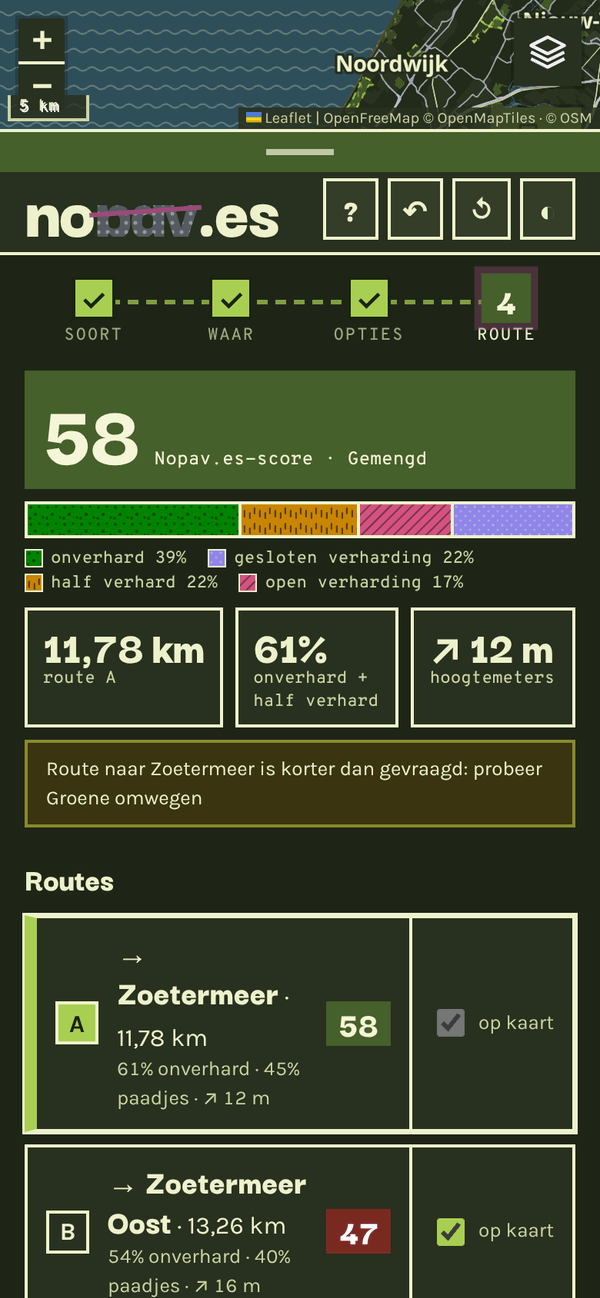 Nieuw-
+
Noordwijk
−
5 km
Leaflet | OpenFreeMap © OpenMapTiles · © OSM
nopav.es
?
4
SOORT WAAR OPTIES ROUTE
58 Nopav.es-score · Gemengd
onverhard 39% gesloten verharding 22%
half verhard 22% open verharding 17%
11,78 km 61% ↗ 12 m
route A onverhard + hoogtemeters
half verhard
Route naar Zoetermeer is korter dan gevraagd: probeer
Groene omwegen
Routes
→
Zoetermeer ·
A 11,78 km 58 op kaart
61% onverhard · 45%
paadjes · ↗ 12 m
→ Zoetermeer
B Oost · 13,26 km 47 op kaart
54% onverhard · 40%
paadjes · ↗ 16 m